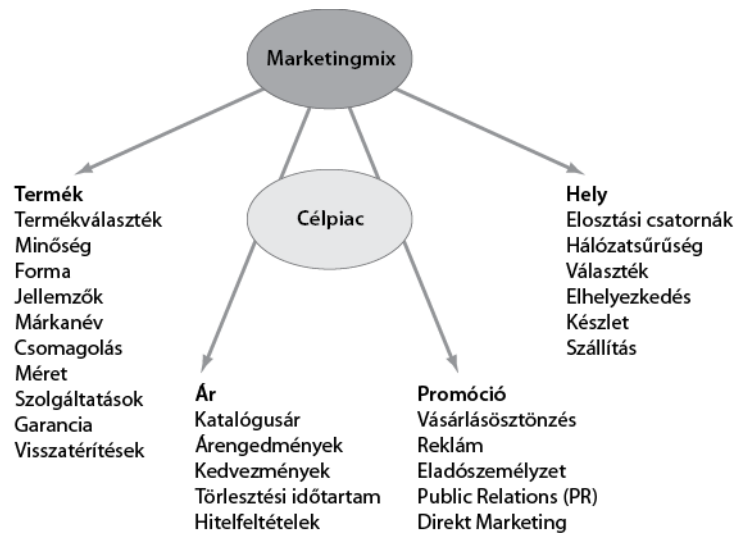 Marketingmix
Célpiac
Termék
Termékválaszték
Minőség
Forma
Jellemzők
Márkanév
Csomagolás
Méret
Szolgáltatások
Garancia
Visszatérítések
Ár
Katalógusár
Árengedmények
Kedvezmények
Törlesztési időtartam
Hitelfeltételek
Promóció
Vásárlásösztönzés
Reklám
Eladószemélyzet
Public Relations (PR)
Direkt Marketing
Hely
Elosztási csatornák
Hálózatsűrűség
Választék
Elhelyezkedés
Készlet
Szállítás